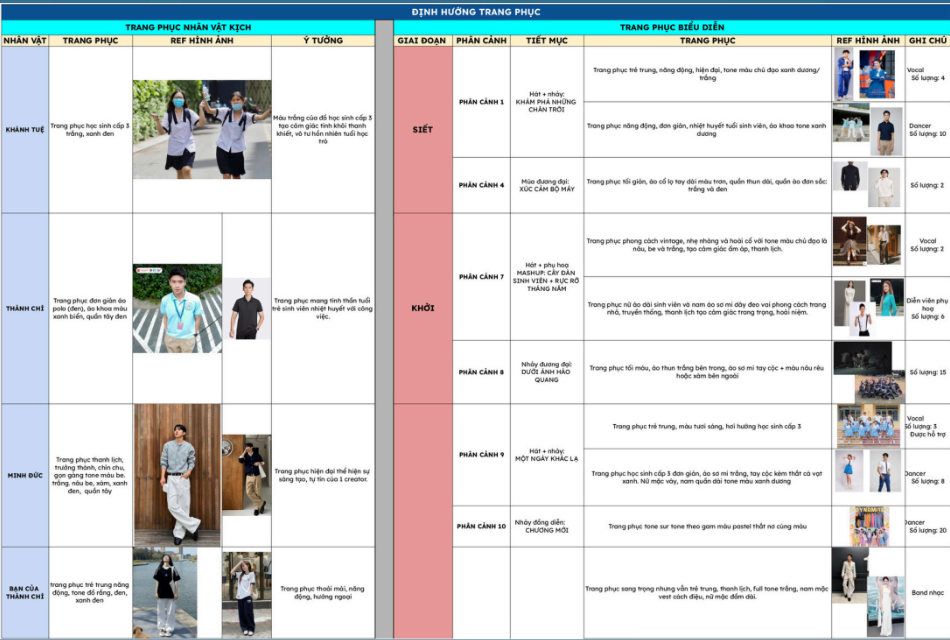 ĐỊNH HƯỚNG TRANG PHỤC
TRANG PHỤC NHÂN VẬT KỊCH
NHÂN VẬT
TRANG PHỤC
REF HÌNH ẢNH
Ý TƯỞNG
KHÁNH TUỆ
Trang phục học sinh cấp 3
trắng, xanh đen
Màu trắng của đồ học sinh cấp 3
tạo cảm giác tinh khôi thanh
khiết, vô tư hồn nhiên tuổi học
trò
THÀNH CHÍ
Trang phục đơn giản áo
polo (đen), áo khoa màu
xanh biển, quần tây đen
Trang phục mang tinh thần tuổi
trẻ sinh viên nhiệt huyết với công
việc.
MINH ĐỨC
Trang phục thanh lịch,
trưởng thành, chỉn chu,
gọn gàng tone màu be.
trắng. nâu be, xám, xanh
đen, quần tây
Trang phục hiện đại thể hiện sự
sáng tạo, tự tin của 1 creator.
BẠN CỦA
THÀNH CHÍ
trang phục trẻ trung năng
động, tone đồ rằng, đen,
xanh đen
Trang phục thoải mái, năng
động, hướng ngoại
TRANG PHỤC BIỂU DIỄN
GIAI ĐOẠN
PHÂN CẢNH
TIẾT MỤC
TRANG PHỤC
REF HÌNH ẢNH
GHI CHÚ
SIẾT
PHÂN CẢNH 1
Hát + nhảy:
KHÁM PHÁ NHỮNG
CHÂN TRỜI
Trang phục trẻ trung, năng động, hiện đại, tone màu chủ đạo xanh dương/
trắng
Vocal
Số lượng: 4
Trang phục năng động, đơn giản, nhiệt huyết tuổi sinh viên, áo khoa tone xanh
dương
Dancer
Số lượng: 10
PHÂN CẢNH 4
Múa đương đại:
XÚC CẢM BỘ MÁY
Trang phục tối giản, áo cổ lọ tay dài màu trơn, quần thun dài, quần áo đơn sắc:
trắng và đen
Số lượng: 2
KHỞI
PHÂN CẢNH 7
Hát + phụ hoạ
MASHUP: CÂY ĐÀN
SINH VIÊN + RỰC RỠ
THÁNG NĂM
Trang phục phong cách vintage, nhẹ nhàng và hoài cổ với tone màu chủ đạo là
nâu, be và trắng, tạo cảm giác ấm áp, thanh lịch.
Vocal
Số lượng: 2
Trang phục nữ áo dài sinh viên và nam áo sơ mi dây đeo vai phong cách trang
nhã, truyền thống, thanh lịch tạo cảm giác trang trọng, hoài niệm.
Diễn viên phụ
hoạ
Số lượng: 6
PHÂN CẢNH 8
Nhảy đương đại:
DƯỚI ÁNH HÀO
QUANG
Trang phục tối màu, áo thun trắng bên trong, áo sơ mi tay cộc + màu nâu rêu
hoặc xám bên ngoài
Số lượng: 15
PHÂN CẢNH 9
Hát + nhảy:
MỘT NGÀY KHÁC LẠ
Trang phục trẻ trung, màu tươi sáng, hơi hướng học sinh cấp 3
Vocal
Số lượng: 3
Được hỗ trợ
Trang phục học sinh cấp 3 đơn giản, áo sơ mi trắng, tay cộc kèm thắt cà vạt
xanh. Nữ mặc váy, nam quần dài tone màu xanh dương
Dancer
Số lượng: 8
PHÂN CẢNH 10
Nhảy đồng diễn:
CHƯƠNG MỚI
Trang phục tone sur tone theo gam màu pastel thắt nơ cùng màu
DYNAMITE
Dancer
Số lượng: 20
Trang phục sang trọng nhưng vẫn trẻ trung, thanh lịch, full tone trắng, nam mặc
vest cách điệu, nữ mặc đầm dài.
Band nhạc